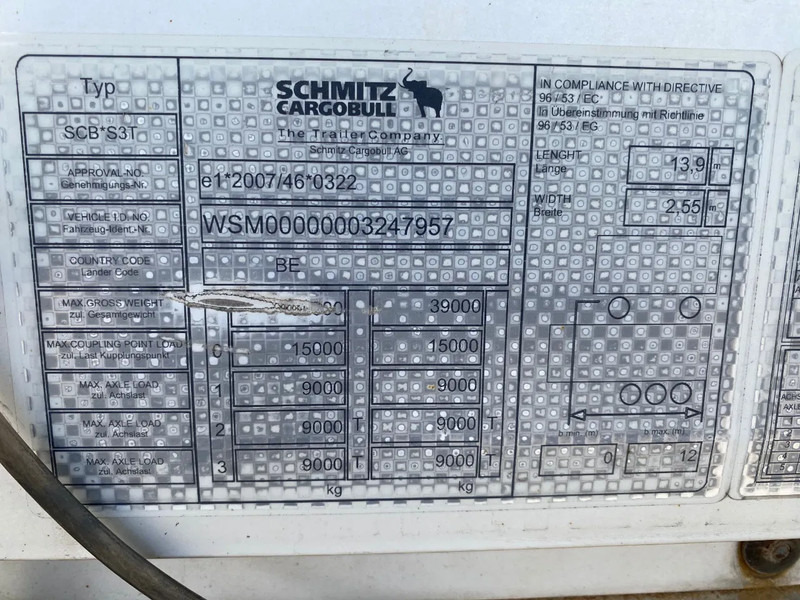 Typ
SCB*S3T
SCHMITZ
CARGOBULL
The Trailer Company.
Schmitz Cargobull AG
IN COMPLIANCE WITH DIRECTIVE
96 / 53 / EC*
In Übereinstimmung mit Richtlinie
96 / 53 / EG
LENGHT
Länge
13,9 m
WIDTH
Breite
2,55 m
APPROVAL NO.
Genehmigungs-Nr.
e1*2007/46*0322
VEHICLE I.D. NO.
Fahrzeug-Ident.-Nr.
WSM00000003247957
COUNTRY CODE
Länder Code
BE
MAX.GROSS WEIGHT
zul. Gesamtgewicht
39000
MAX.COUPLING POINT LOAD
zul. Last Kupplungspunkt
0 15000 15000
MAX. AXLE LOAD
zul. Achslast
1 9000 9000
MAX. AXLE LOAD
zul. Achslast
2 9000 T 9000 T
MAX. AXLE LOAD
zul. Achslast
3 9000 T 9000 T
kg kg
b min. (m) b max. (m)
0 12